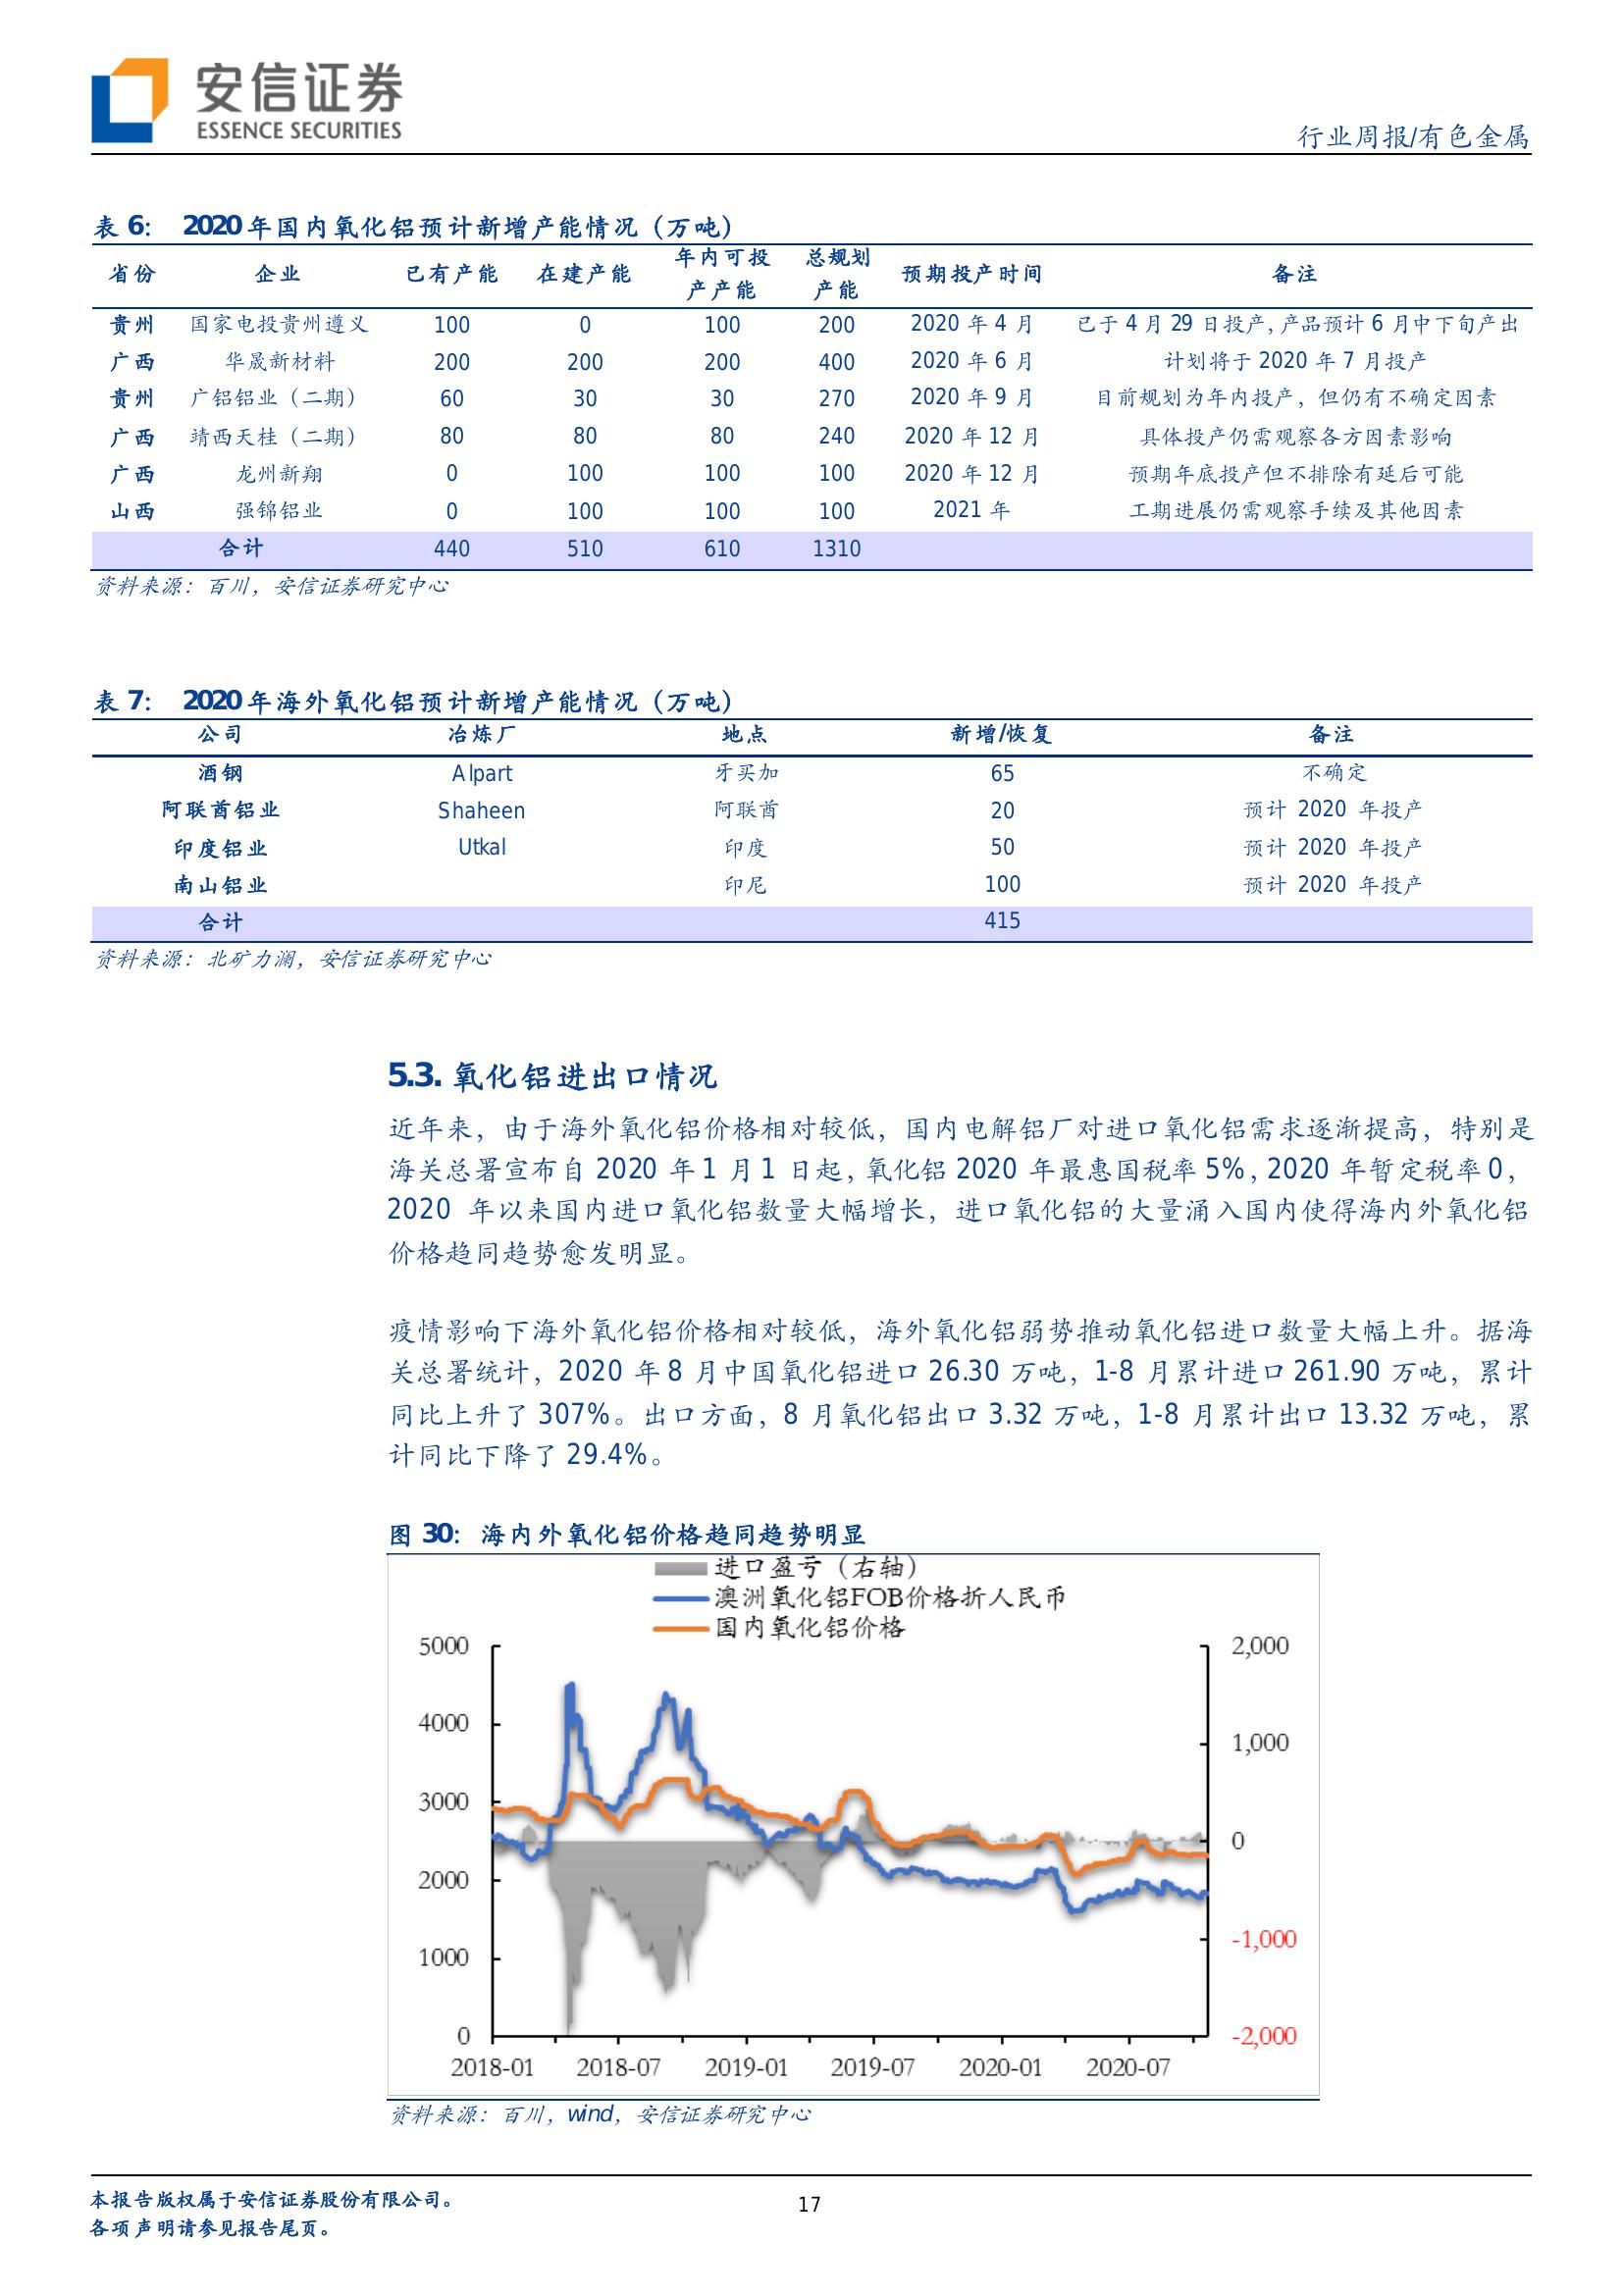 安信证券
ESSENCE SECURITIES
行业周报/有色金属
表 6： 2020 年国内氧化铝预计新增产能情况（万吨）
省份 企业 已有产能 在建产能 年内可投产产能 总规划产能 预期投产时间 备注
贵州 国家电投贵州遵义 100 0 100 200 2020 年 4 月 已于 4 月 29 日投产，产品预计 6 月中下旬产出
广西 华晟新材料 200 200 200 400 2020 年 6 月 计划将于 2020 年 7 月投产
贵州 广铝铝业（二期） 60 30 30 270 2020 年 9 月 目前规划为年内投产，但仍有不确定因素
广西 靖西天桂（二期） 80 80 80 240 2020 年 12 月 具体投产仍需观察各方因素影响
广西 龙州新翔 0 100 100 100 2020 年 12 月 预期年底投产但不排除有延后可能
山西 强锦铝业 0 100 100 100 2021 年 工期进展仍需观察手续及其他因素
合计 440 510 610 1310
资料来源：百川，安信证券研究中心
表 7： 2020 年海外氧化铝预计新增产能情况（万吨）
公司 冶炼厂 地点 新增/恢复 备注
酒钢 Alpart 牙买加 65 不确定
阿联酋铝业 Shaheen 阿联酋 20 预计 2020 年投产
印度铝业 Utkal 印度 50 预计 2020 年投产
南山铝业 印尼 100 预计 2020 年投产
合计 415
资料来源：北矿力澜，安信证券研究中心
5.3. 氧化铝进出口情况
近年来，由于海外氧化铝价格相对较低，国内电解铝厂对进口氧化铝需求逐渐提高，特别是
海关总署宣布自 2020 年 1 月 1 日起，氧化铝 2020 年最惠国税率 5%，2020 年暂定税率 0，
2020 年以来国内进口氧化铝数量大幅增长，进口氧化铝的大量涌入国内使得海内外氧化铝
价格趋同趋势愈发明显。
疫情影响下海外氧化铝价格相对较低，海外氧化铝弱势推动氧化铝进口数量大幅上升。据海
关总署统计，2020 年 8 月中国氧化铝进口 26.30 万吨，1-8 月累计进口 261.90 万吨，累计
同比上升了 307%。出口方面，8 月氧化铝出口 3.32 万吨，1-8 月累计出口 13.32 万吨，累
计同比下降了 29.4%。
图 30： 海内外氧化铝价格趋同趋势明显
进口盈亏（右轴）
澳洲氧化铝FOB价格折人民币
国内氧化铝价格
5000 2,000
4000
1,000
3000
0
2000
-1,000
1000
0 -2,000
2018-01 2018-07 2019-01 2019-07 2020-01 2020-07
资料来源：百川，wind，安信证券研究中心
本报告版权属于安信证券股份有限公司。
17
各项声明请参见报告尾页。